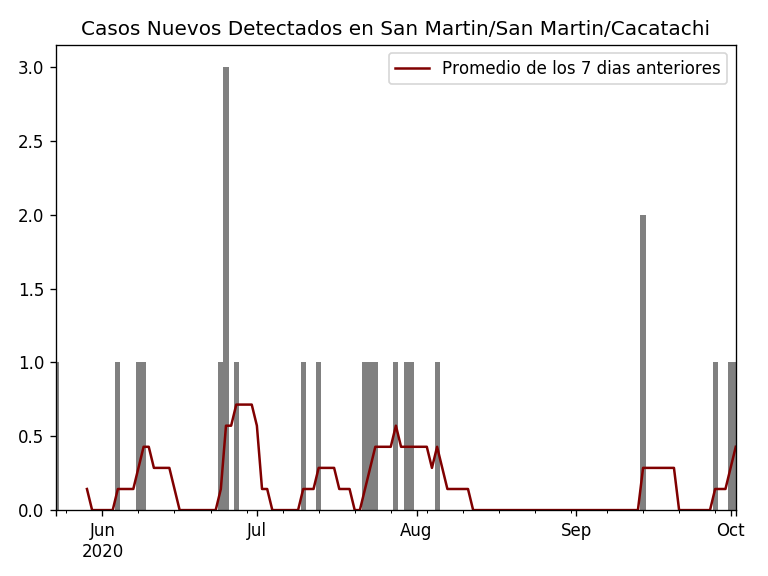 Casos Nuevos Detectados en San Martin/San Martin/Cacatachi
Promedio de los 7 dias anteriores
3.0
2.5
2.0
1.5
1.0
0.5
0.0
Jun
2020
Jul
Aug
Sep
Oct